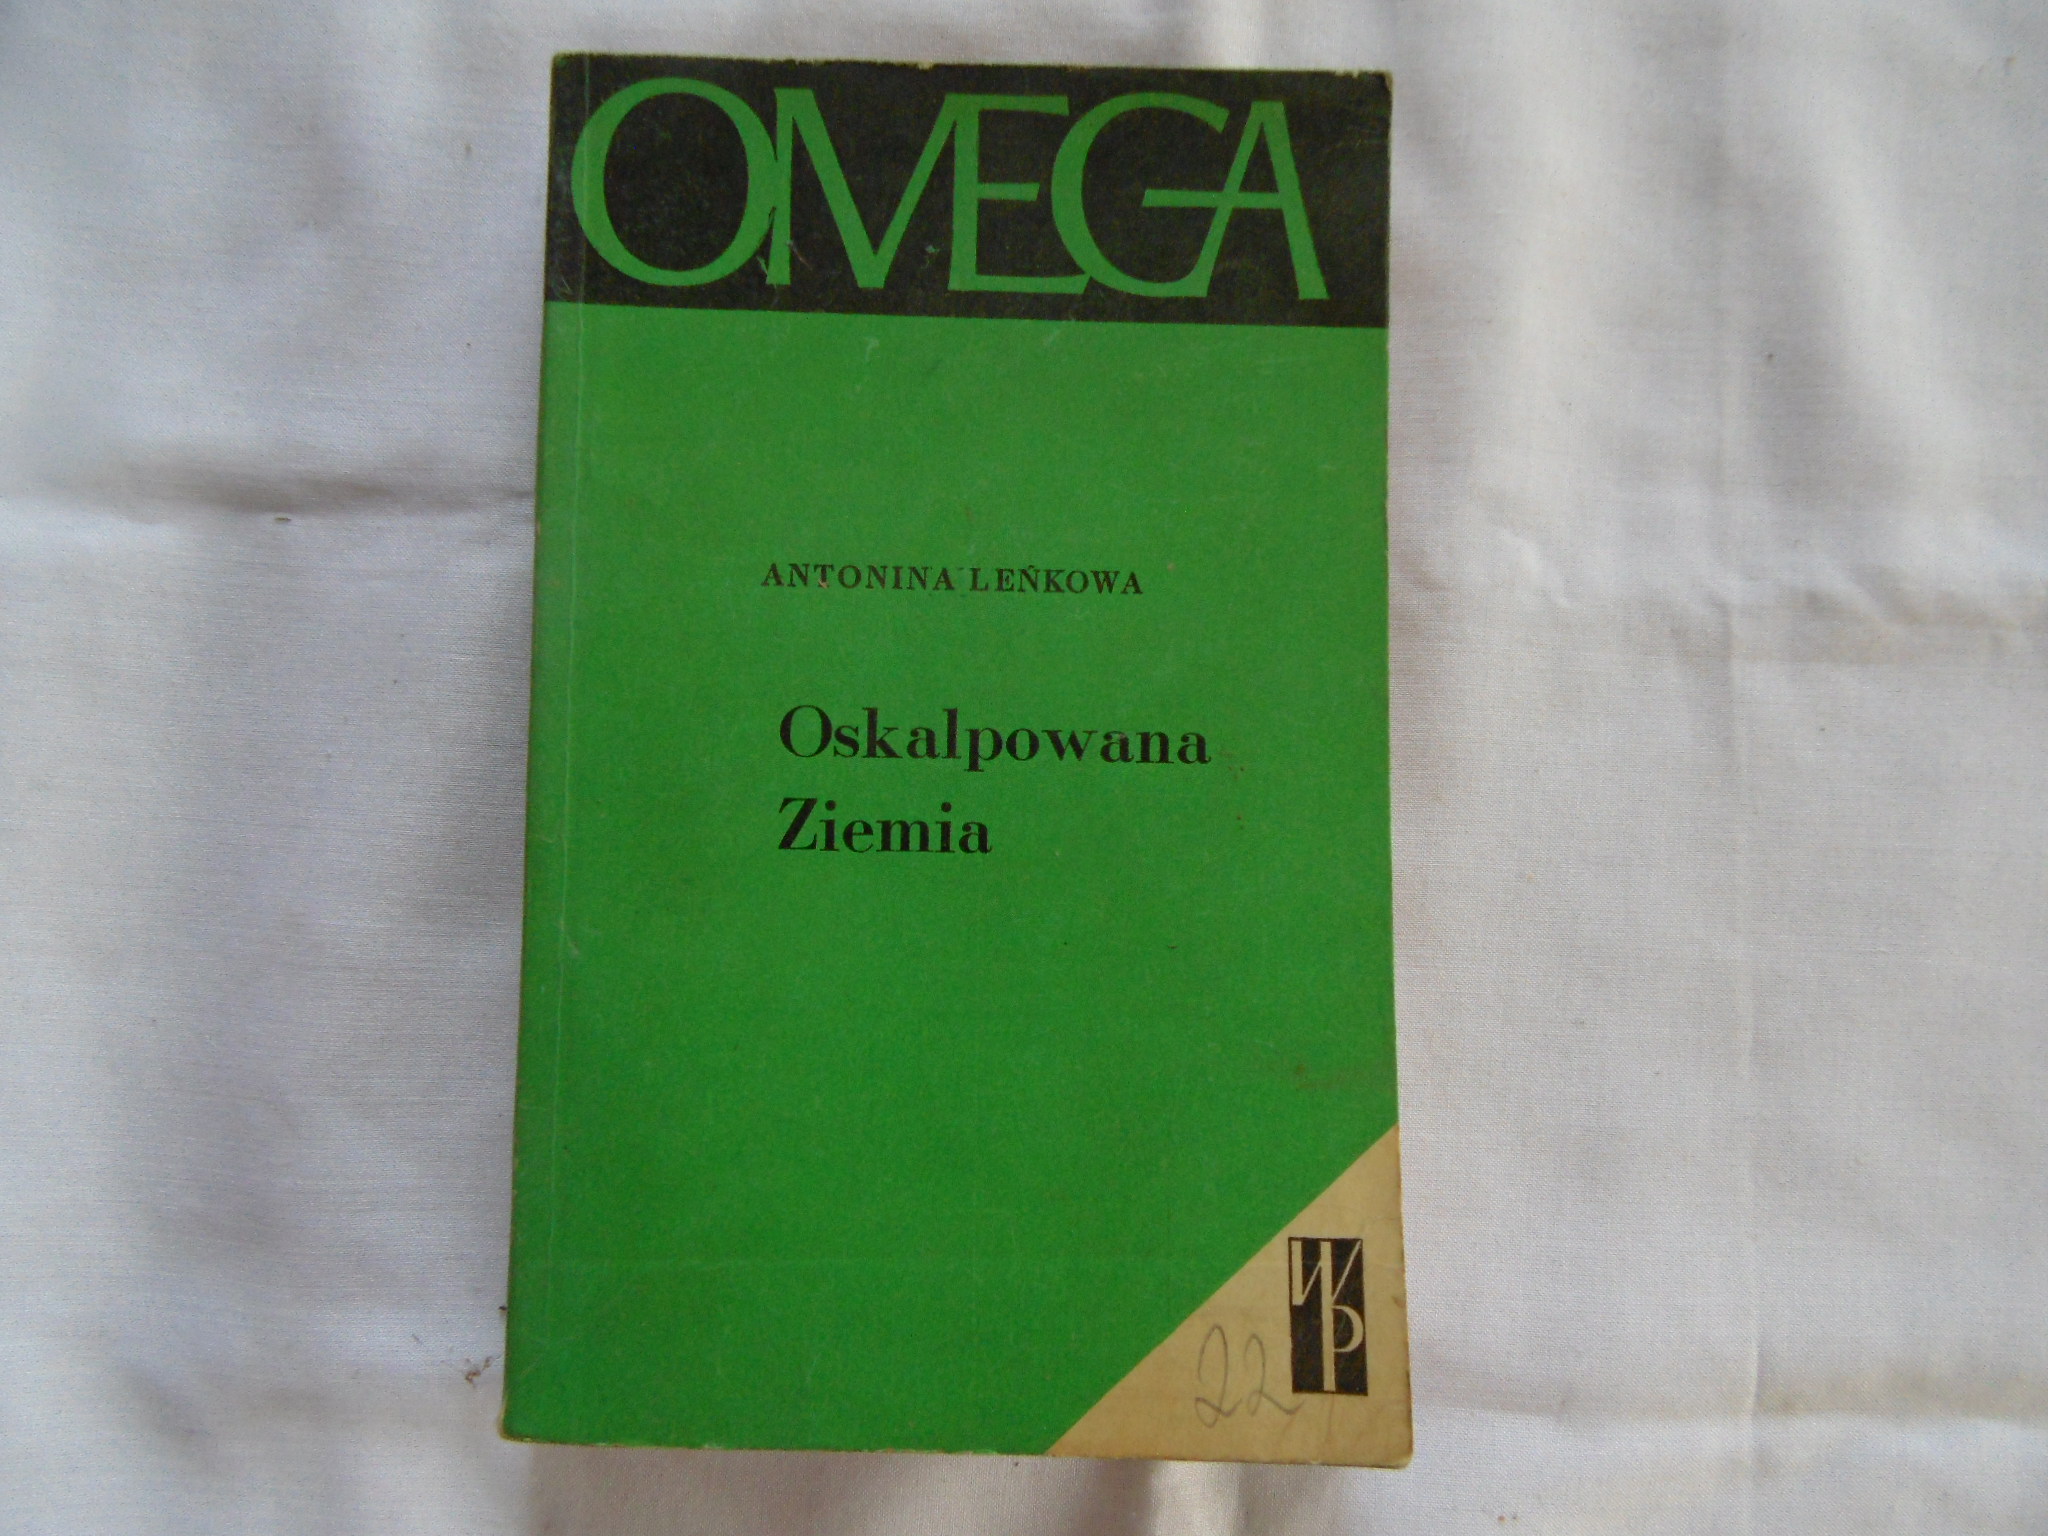 OMEGA
ANTONINA LEŃKOWA
Oskalpowana
Ziemia
WP
22